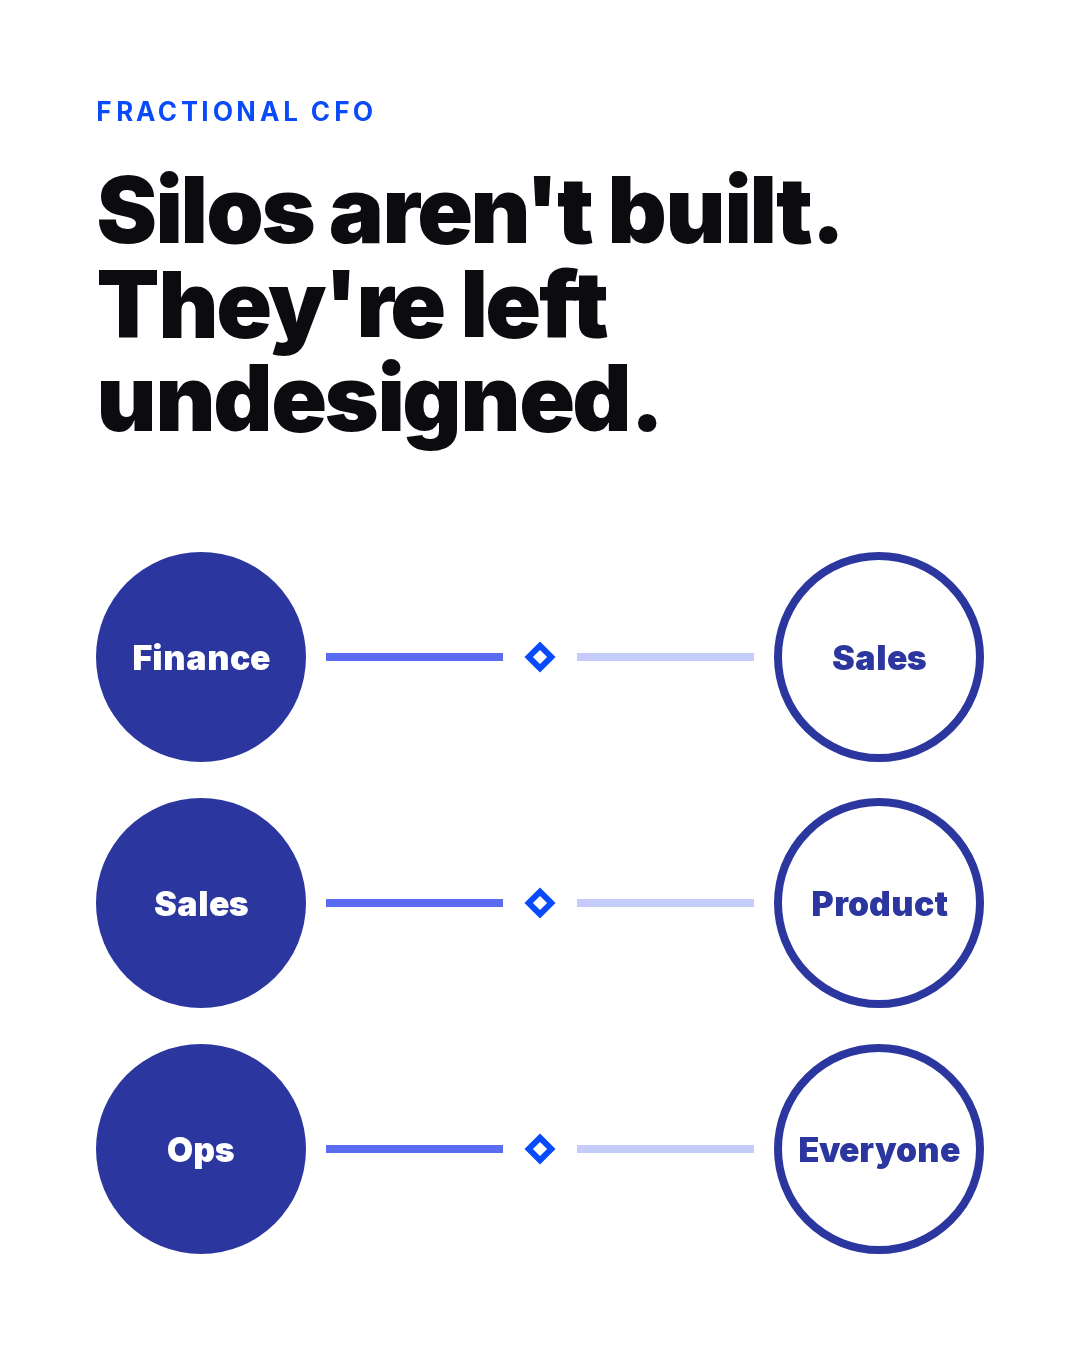 FRACTIONAL CFO
Silos aren't built.
They're left
undesigned.
Finance
Sales
Sales
Product
Ops
Everyone